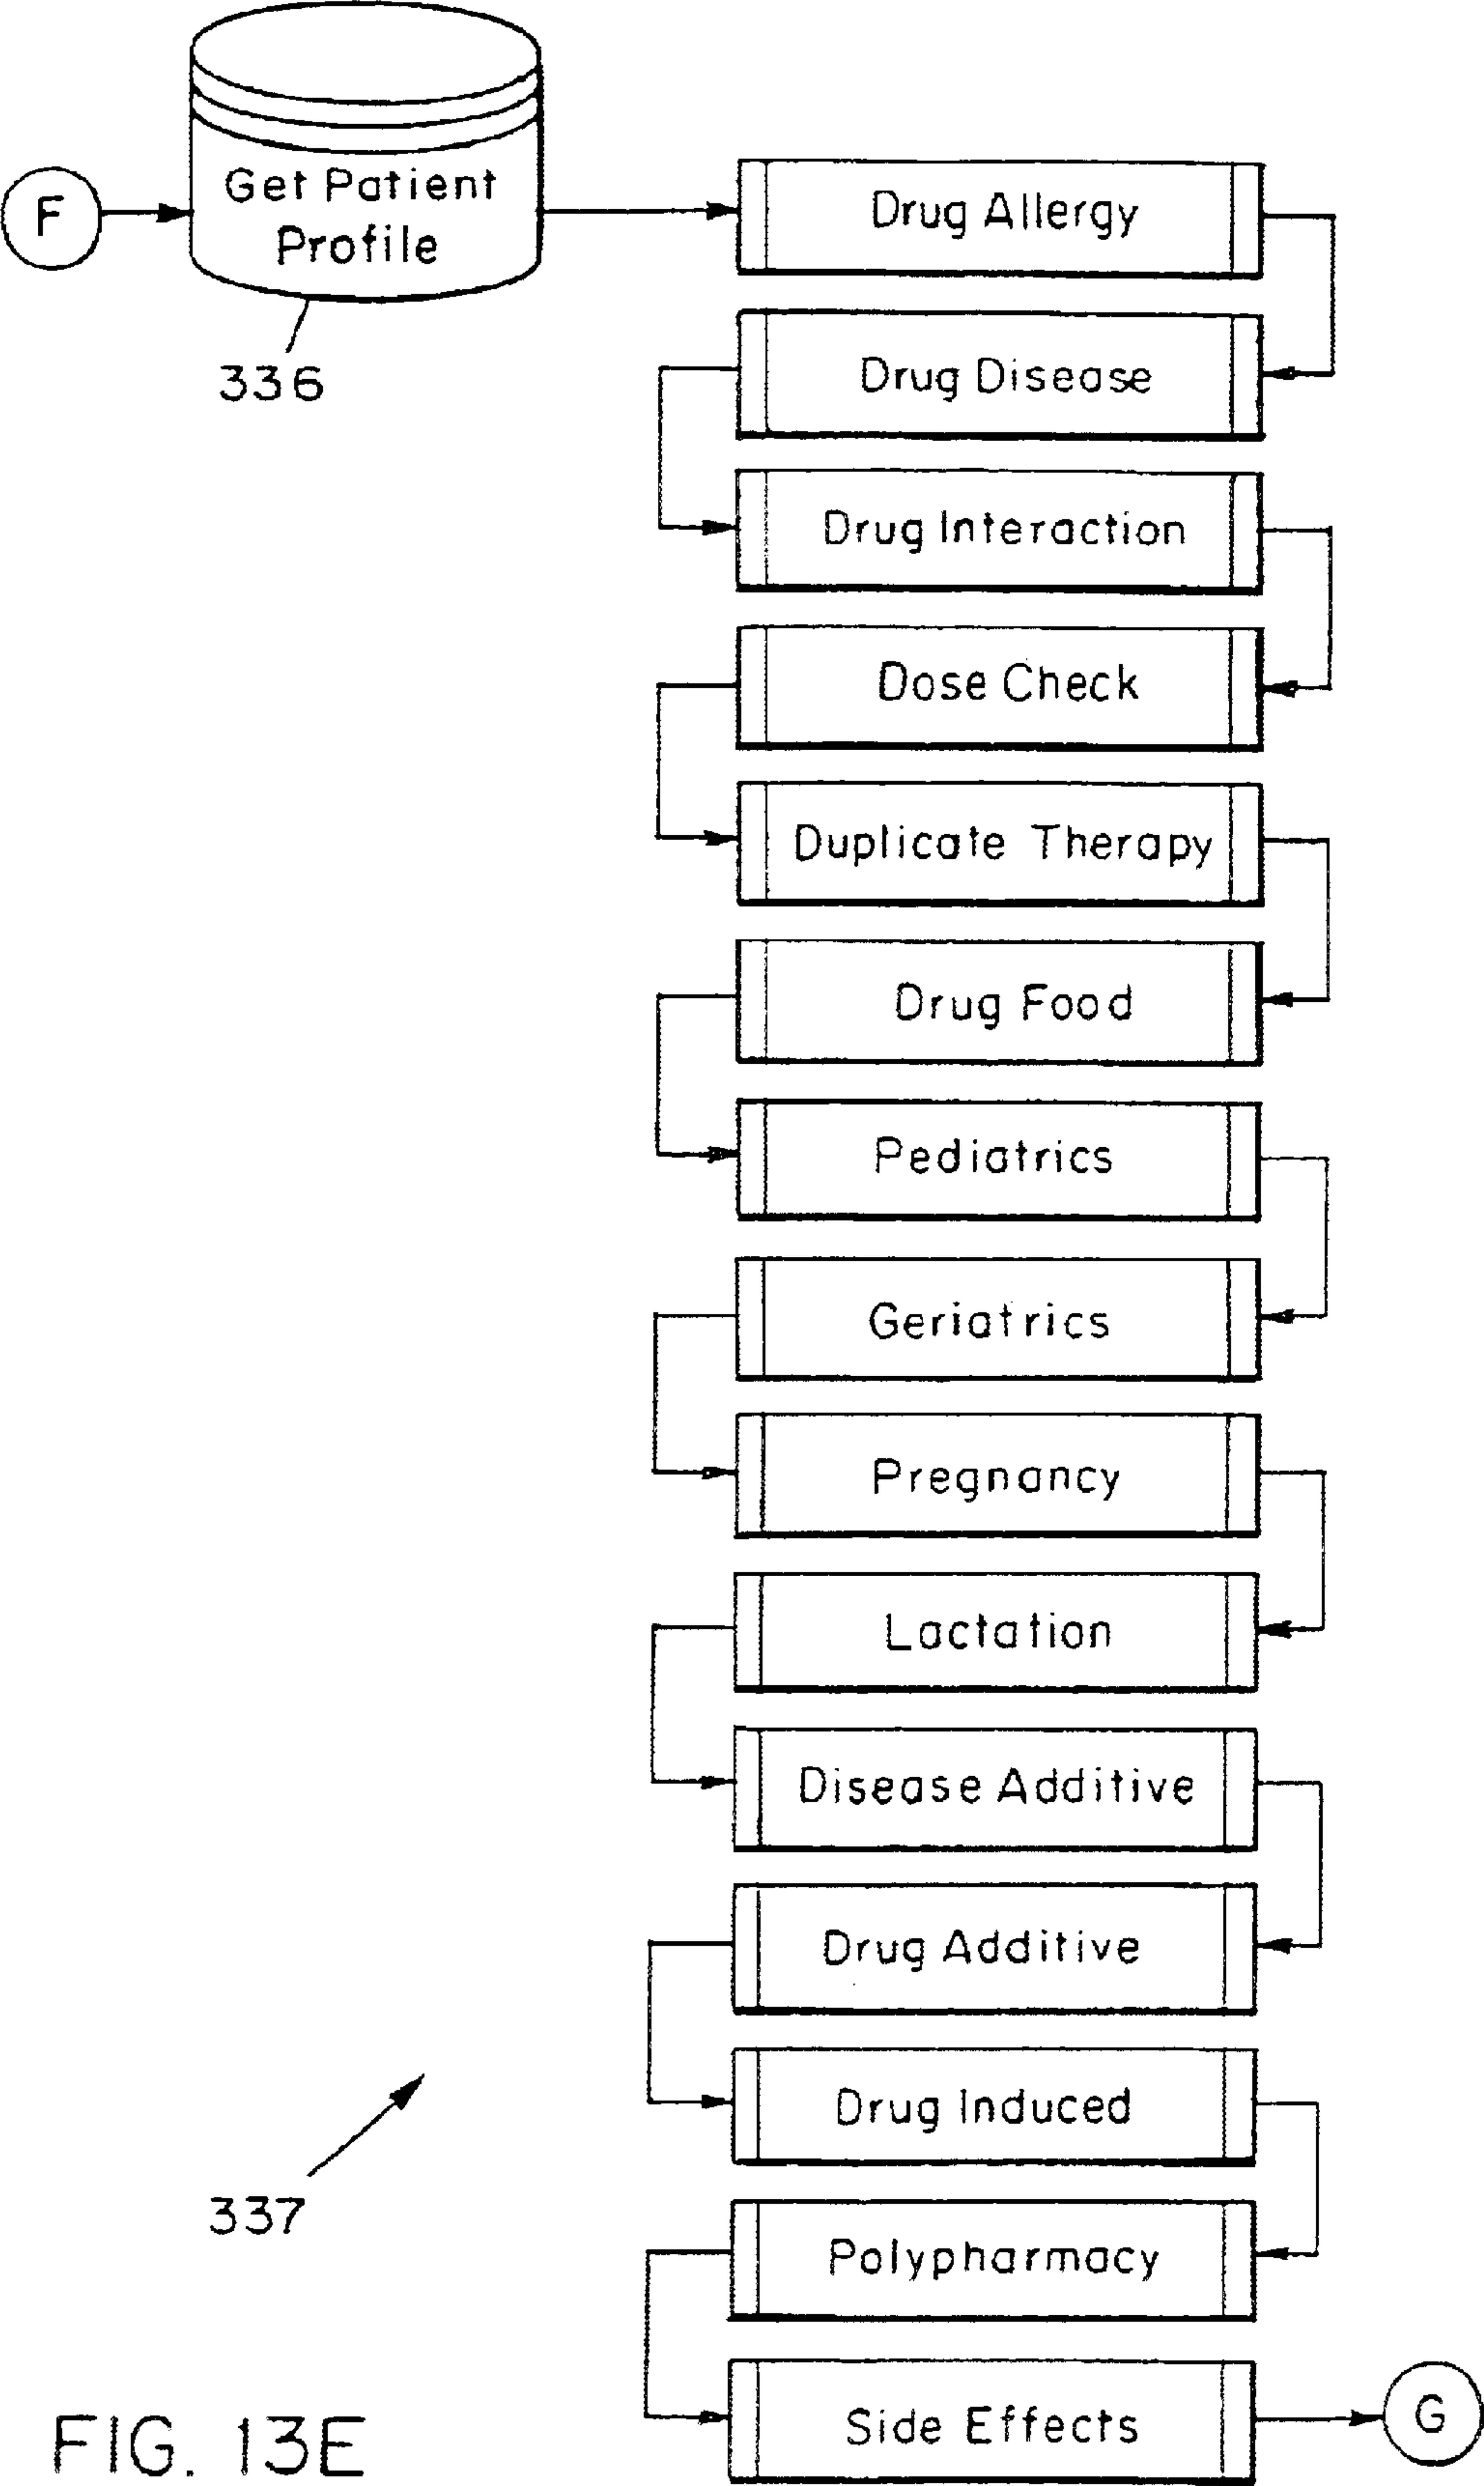 F
Get Patient
Profile
336
Drug Allergy
Drug Disease
Drug Interaction
Dose Check
Duplicate Therapy
Drug Food
Pediatrics
Geriatrics
Pregnancy
Lactation
Disease Additive
Drug Additive
Drug Induced
337
Polypharmacy
Side Effects
G
FIG. 13E